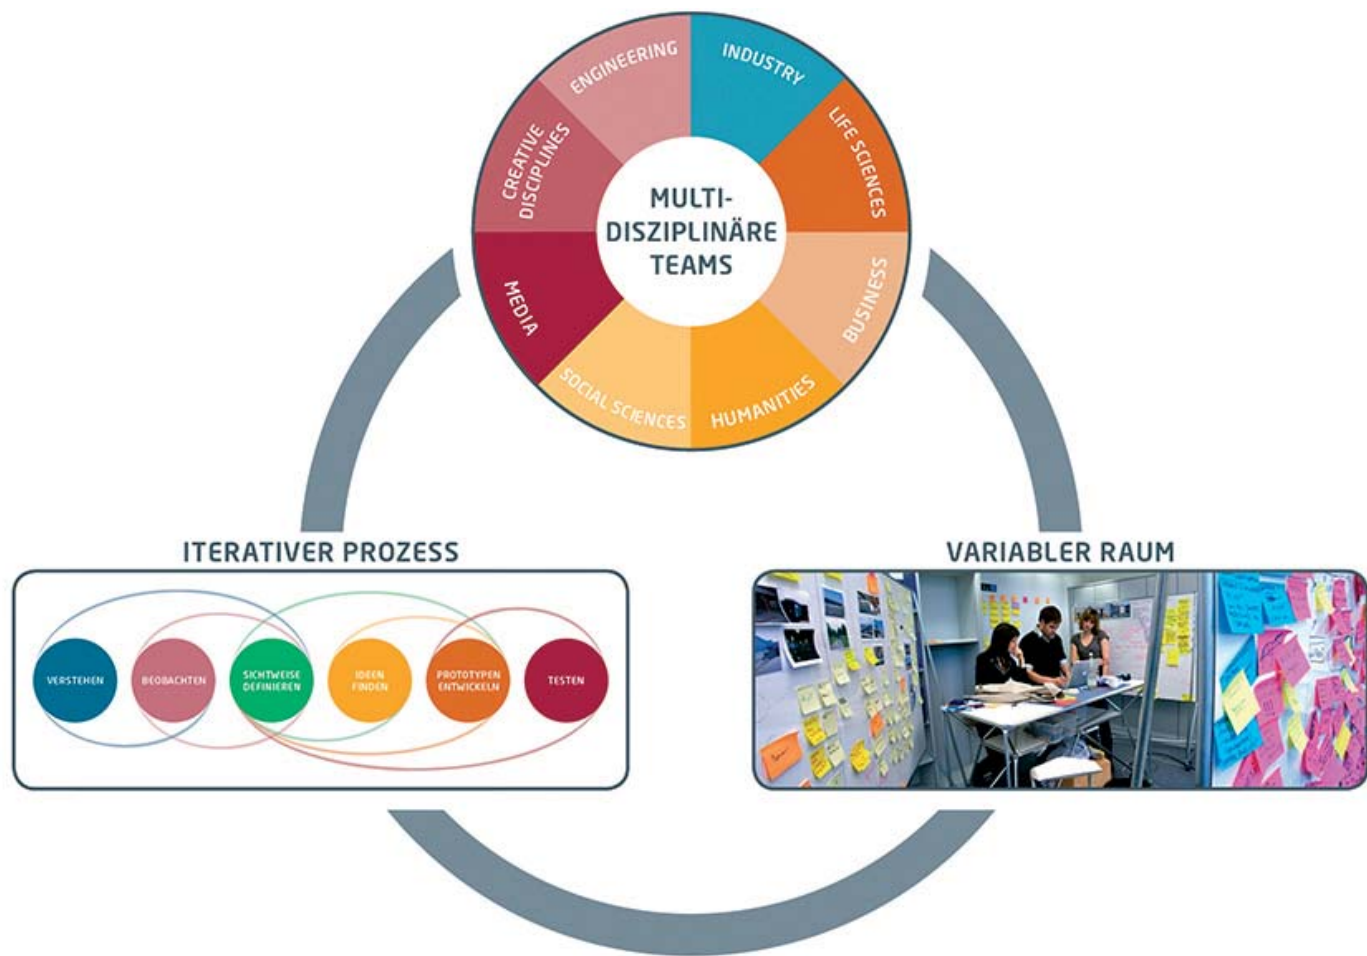 ENGINEERING
INDUSTRY
LIFE SCIENCES
BUSINESS
HUMANITIES
SOCIAL SCIENCES
MEDIA
CREATIVE
DISCIPLINES
MULTI-
DISZIPLINÄRE
TEAMS
ITERATIVER PROZESS
VERSTEHEN
BEOBACHTEN
SICHTWEISE
DEFINIEREN
IDEEN
FINDEN
PROTOTYPEN
ENTWICKELN
TESTEN
VARIABLER RAUM